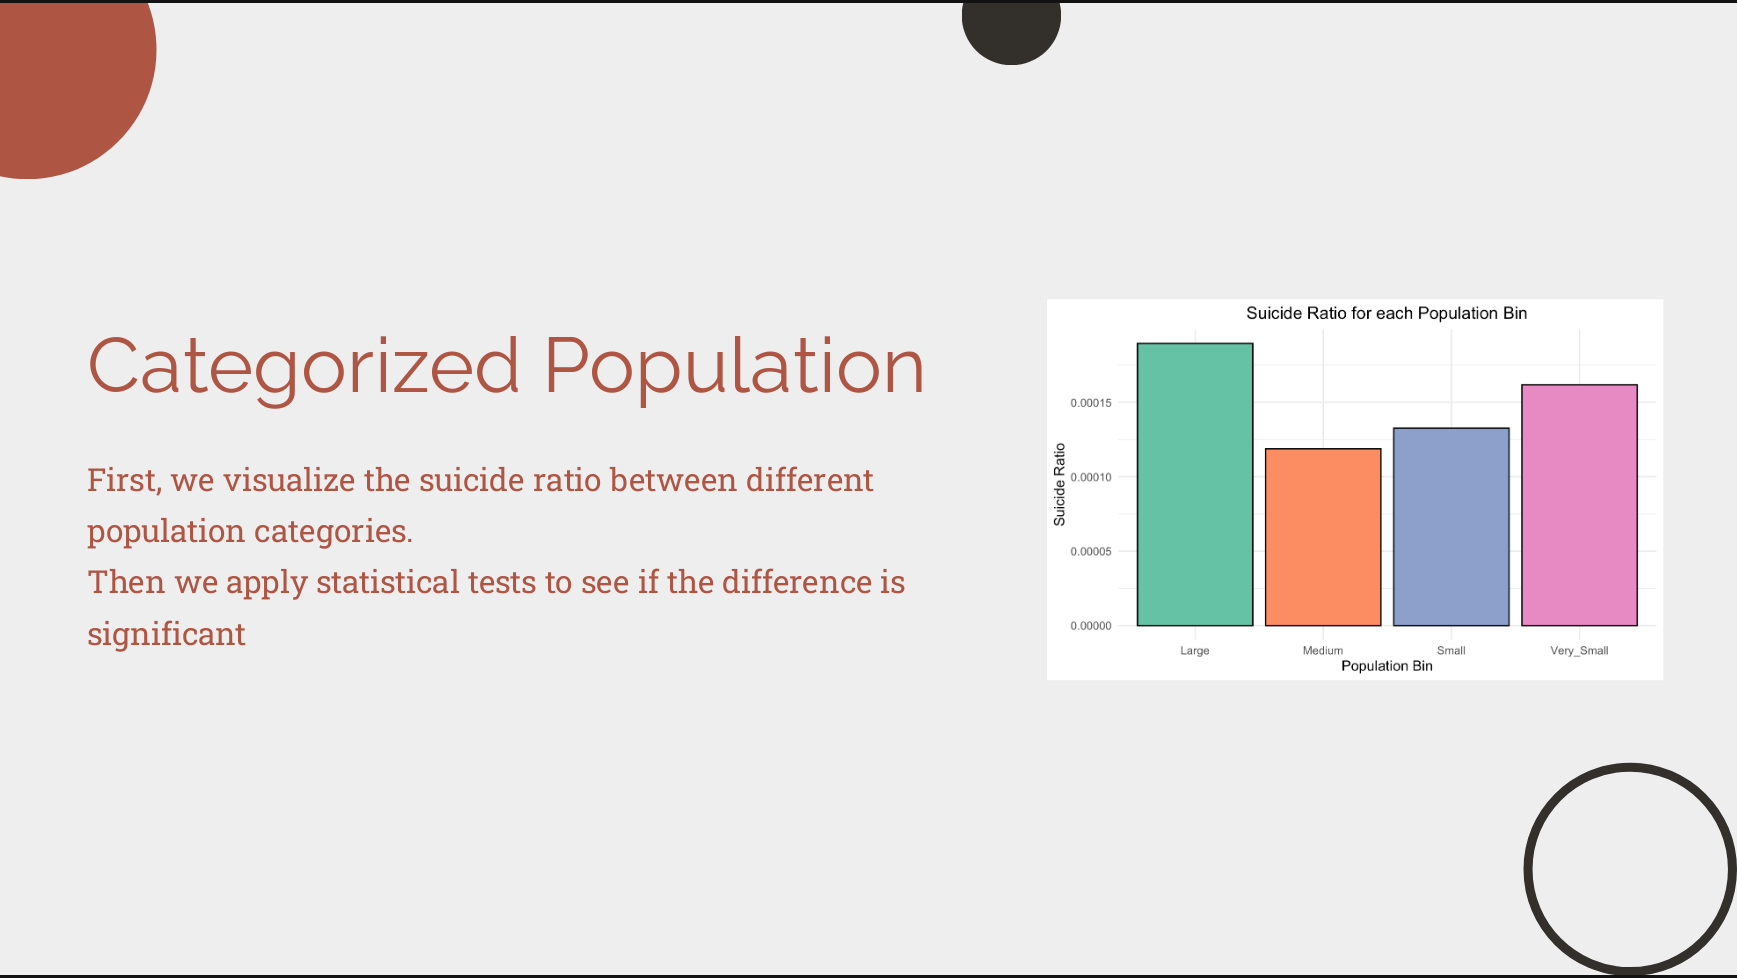 Categorized Population
First, we visualize the suicide ratio between different
population categories.
Then we apply statistical tests to see if the difference is
significant
Suicide Ratio for each Population Bin
Suicide Ratio
0.00015
0.00010
0.00005
0.00000
Large Medium Small Very_Small
Population Bin